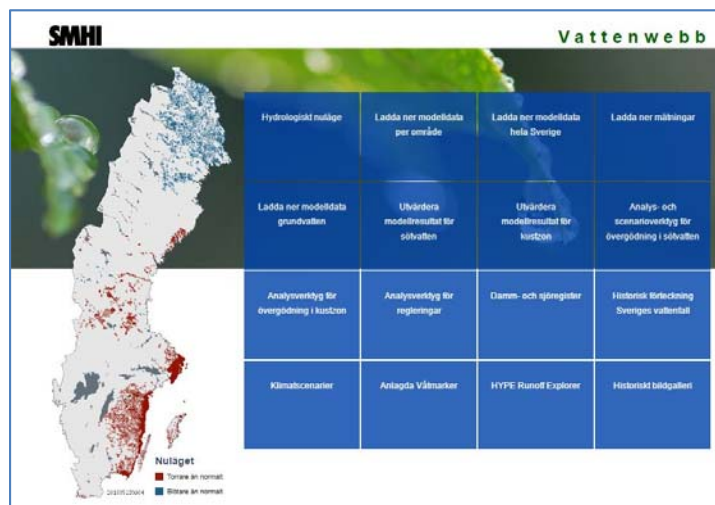 SMHI
Vattenwebb
Hydrologiskt nuläge
Ladda ner modelldata
per område
Ladda ner modelldata
hela Sverige
Ladda ner mätningar
Ladda ner modelldata
grundvatten
Utvärdera
modellresultat för
sötvatten
Utvärdera
modellresultat för
kustzon
Analys- och
scenarioverktyg för
övergödning i sötvatten
Analysverktyg för
övergödning i kustzon
Analysverktyg för
regleringar
Damm- och sjöregister
Historisk förteckning
Sveriges vattenfall
Klimatscenarier
Anlagda Våtmarker
HYPE Runoff Explorer
Historiskt bildgalleri
Nuläget
Torrare än normalt
Blötare än normalt